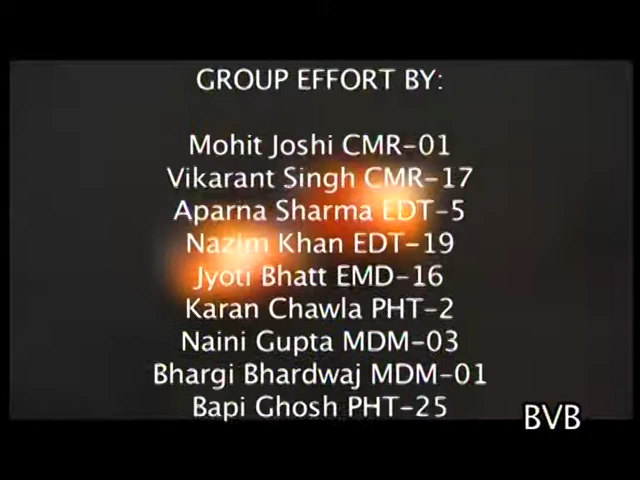 GROUP EFFORT BY:
Mohit Joshi CMR-01
Vikarant Singh CMR-17
Aparna Sharma EDT-5
Nazim Khan EDT-19
Jyoti Bhatt EMD-16
Karan Chawla PHT-2
Naini Gupta MDM-03
Bhargi Bhardwaj MDM-01
Bapi Ghosh PHT-25
BVB